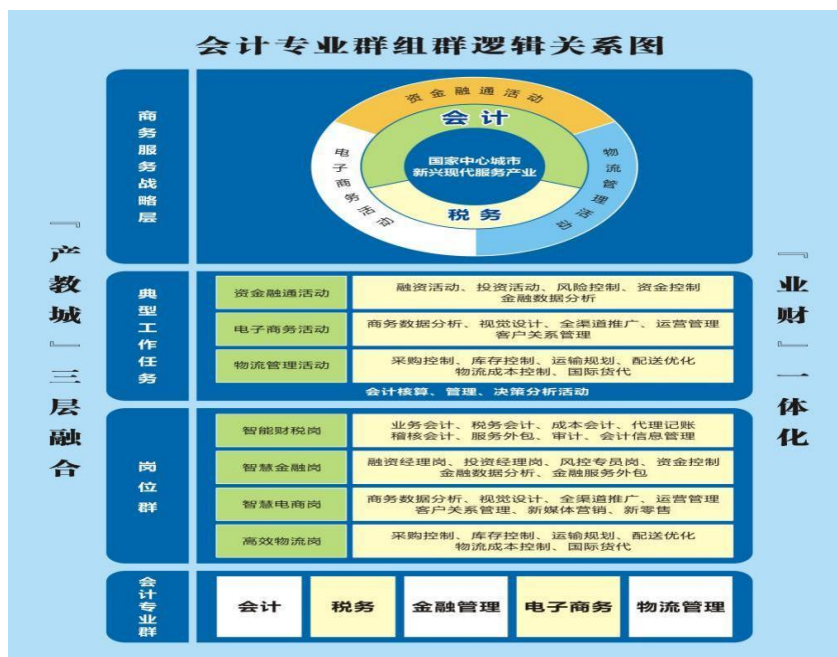 会计专业群组群逻辑关系图
『产教城』三层融合
商务服务战略层
资金融通活动
会计
电子商务活动
国家中心城市
新兴现代服务产业
物流管理活动
税务
典型工作任务
资金融通活动
融资活动、投资活动、风险控制、资金控制
金融数据分析
电子商务活动
商务数据分析、视觉设计、全渠道推广、运营管理
客户关系管理
物流管理活动
采购控制、库存控制、运输规划、配送优化
物流成本控制、国际货代
会计核算、管理、决策分析活动
岗位群
智能财税岗
业务会计、税务会计、成本会计、代理记账
稽核会计、服务外包、审计、会计信息管理
智慧金融岗
融资经理岗、投资经理岗、风控专员岗、资金控制
金融数据分析、金融服务外包
智慧电商岗
商务数据分析、视觉设计、全渠道推广、运营管理
客户关系管理、新媒体营销、新零售
高效物流岗
采购控制、库存控制、运输规划、配送优化
物流成本控制、国际货代
会计专业群
会计
税务
金融管理
电子商务
物流管理
『业财』一体化